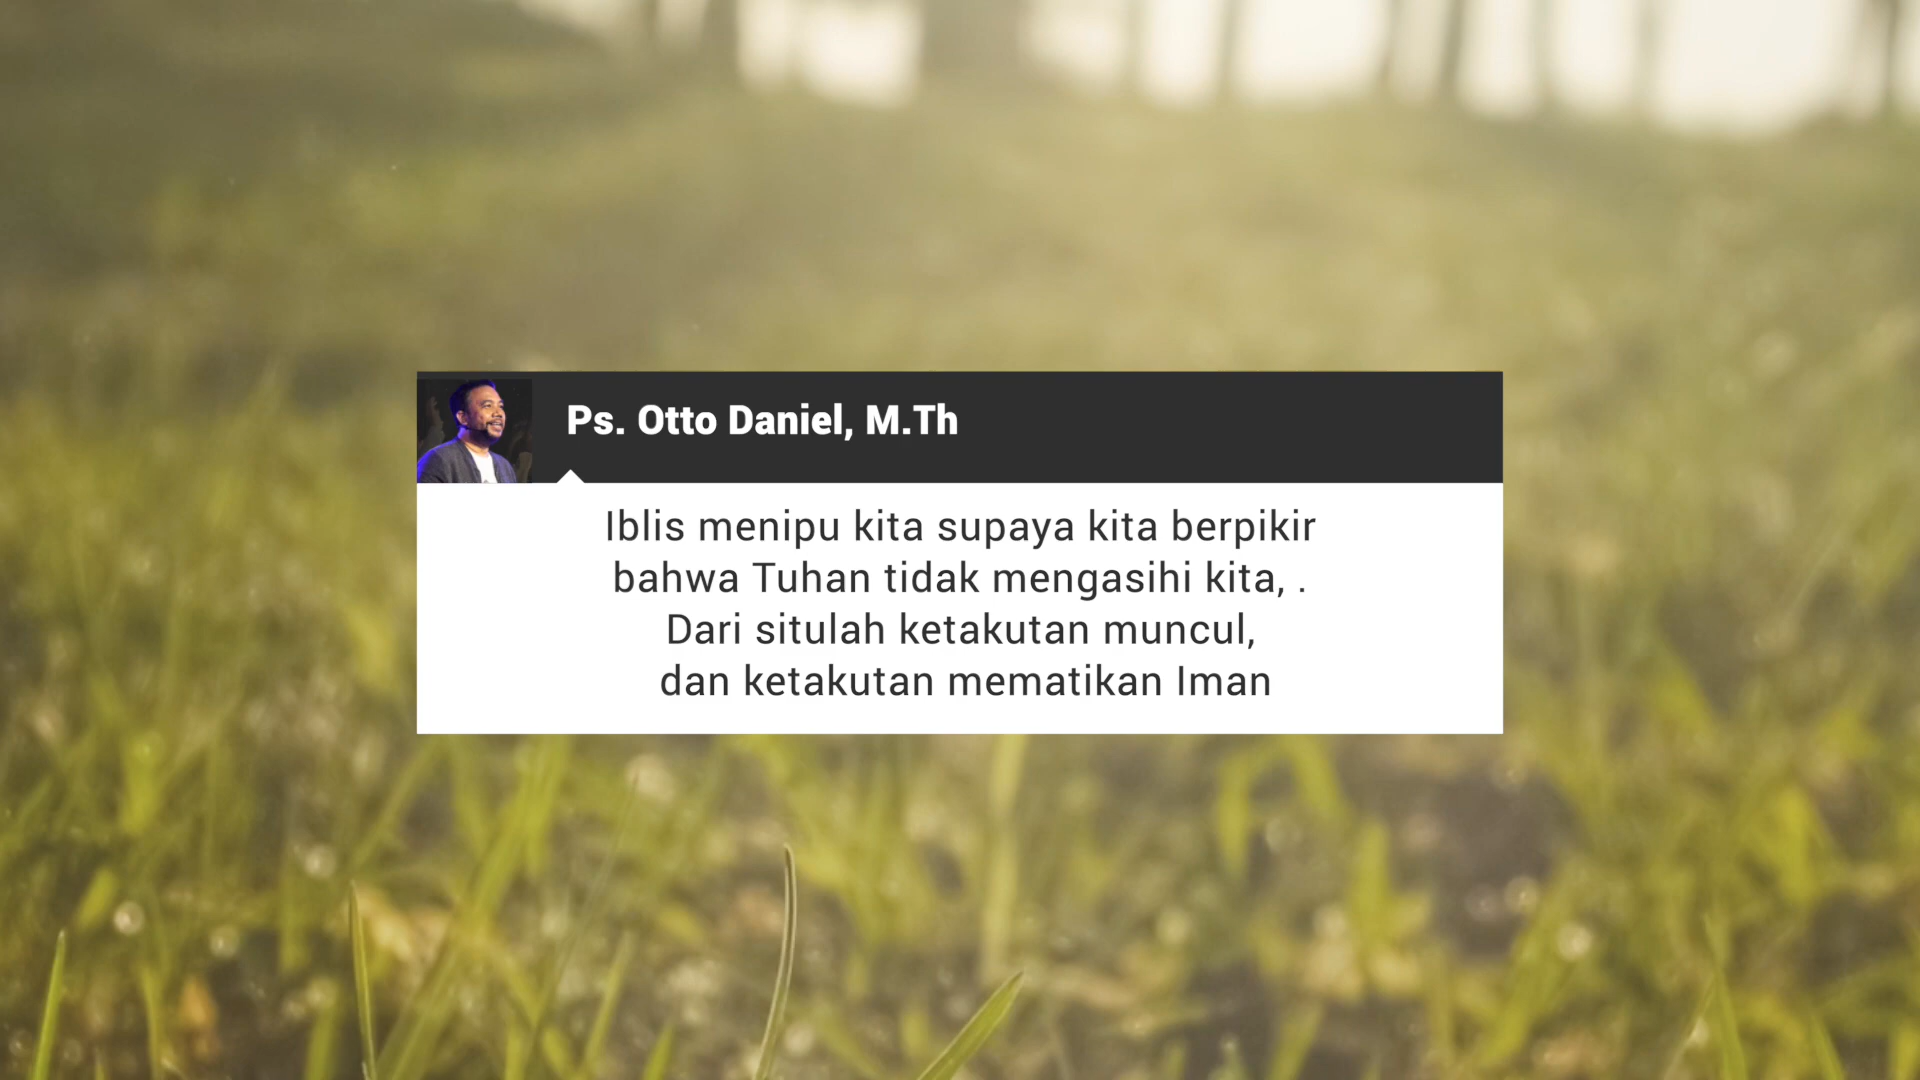 Ps. Otto Daniel, M.Th
Iblis menipu kita supaya kita berpikir
bahwa Tuhan tidak mengasihi kita, .
Dari situlah ketakutan muncul,
dan ketakutan mematikan Iman